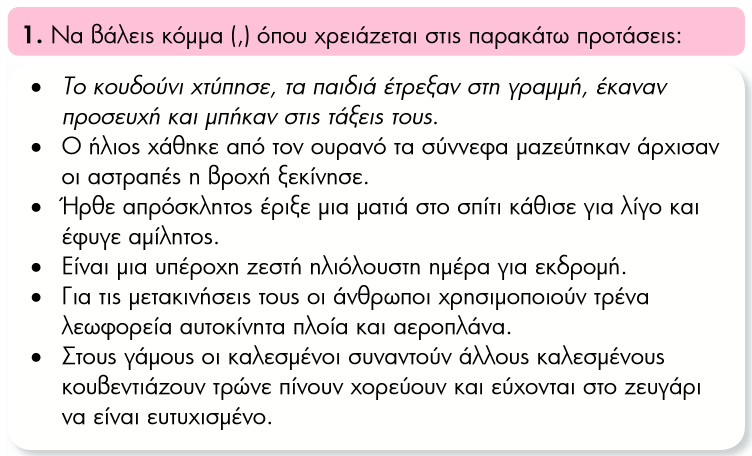 1. Να βάλεις κόμμα (,) όπου χρειάζεται στις παρακάτω προτάσεις:
• Το κουδούνι χτύπησε, τα παιδιά έτρεξαν στη γραμμή, έκαναν
προσευχή και μπήκαν στις τάξεις τους.
• Ο ήλιος χάθηκε από τον ουρανό τα σύννεφα μαζεύτηκαν άρχισαν
οι αστραπές η βροχή ξεκίνησε.
• Ήρθε απρόσκλητος έριξε μια ματιά στο σπίτι κάθισε για λίγο και
έφυγε αμίλητος.
• Είναι μια υπέροχη ζεστή ηλιόλουστη ημέρα για εκδρομή.
• Για τις μετακινήσεις τους οι άνθρωποι χρησιμοποιούν τρένα
λεωφορεία αυτοκίνητα πλοία και αεροπλάνα.
• Στους γάμους οι καλεσμένοι συναντούν άλλους καλεσμένους
κουβεντιάζουν τρώνε πίνουν χορεύουν και εύχονται στο ζευγάρι
να είναι ευτυχισμένο.